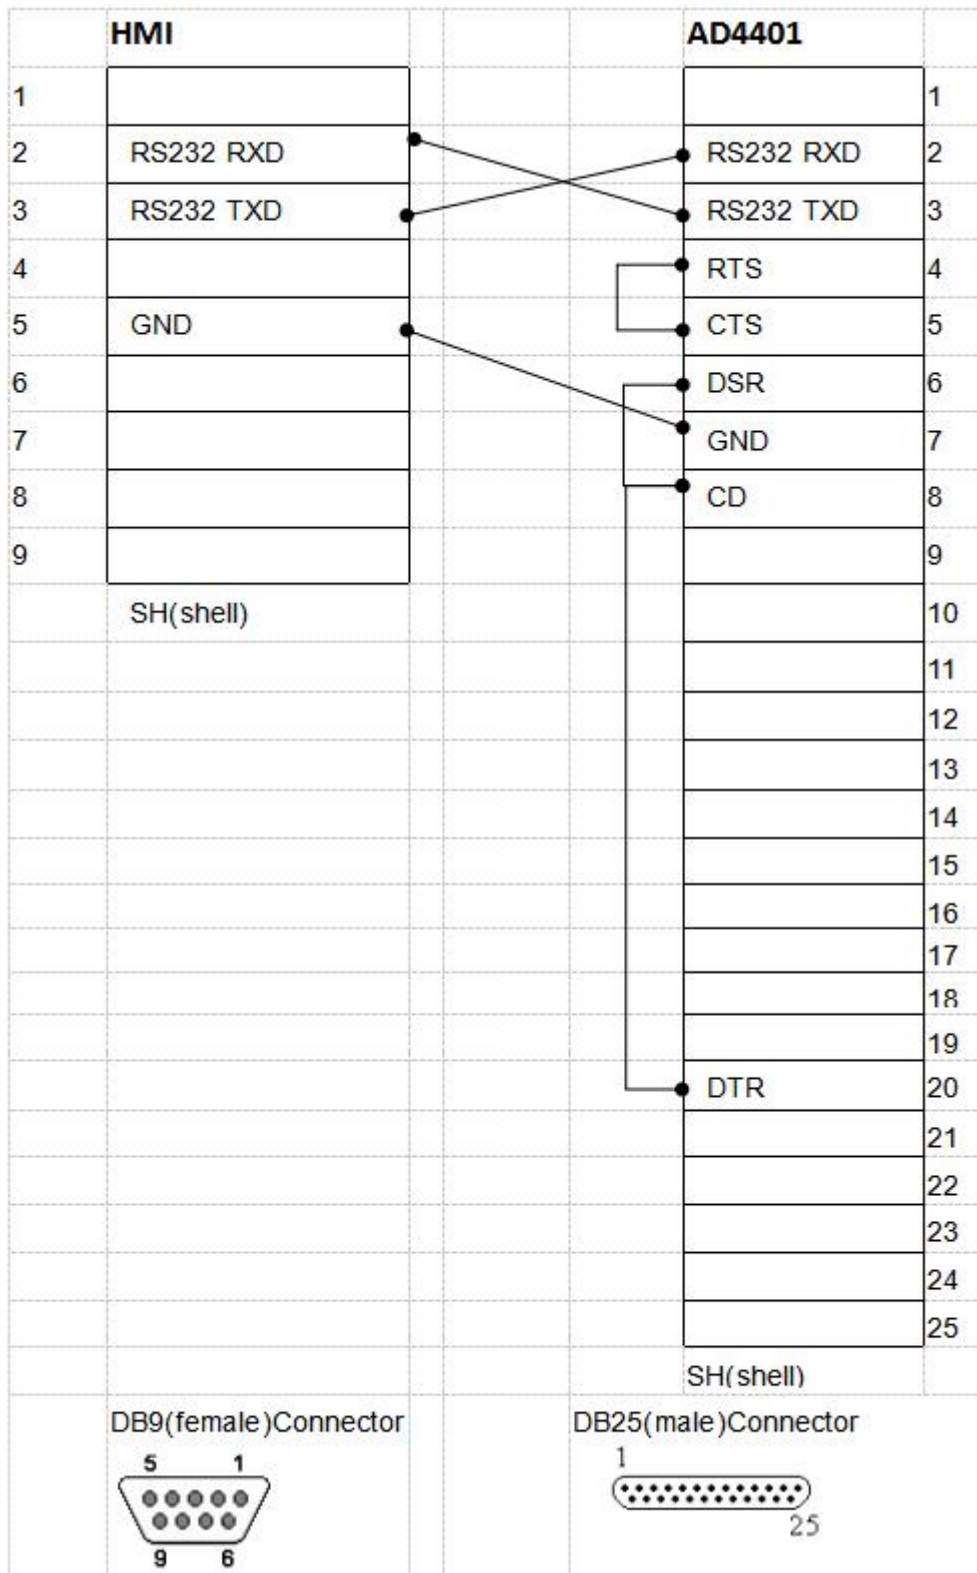 HMI AD4401
1 1
2 RS232 RXD RS232 RXD 2
3 RS232 TXD RS232 TXD 3
4 RTS 4
5 GND CTS 5
6 DSR 6
7 GND 7
8 CD 8
9 9
SH(shell) 10
11
12
13
14
15
16
17
18
19
DTR 20
21
22
23
24
25
SH(shell)
DB9(female)Connector DB25(male)Connector
5 1 1
25
9 6